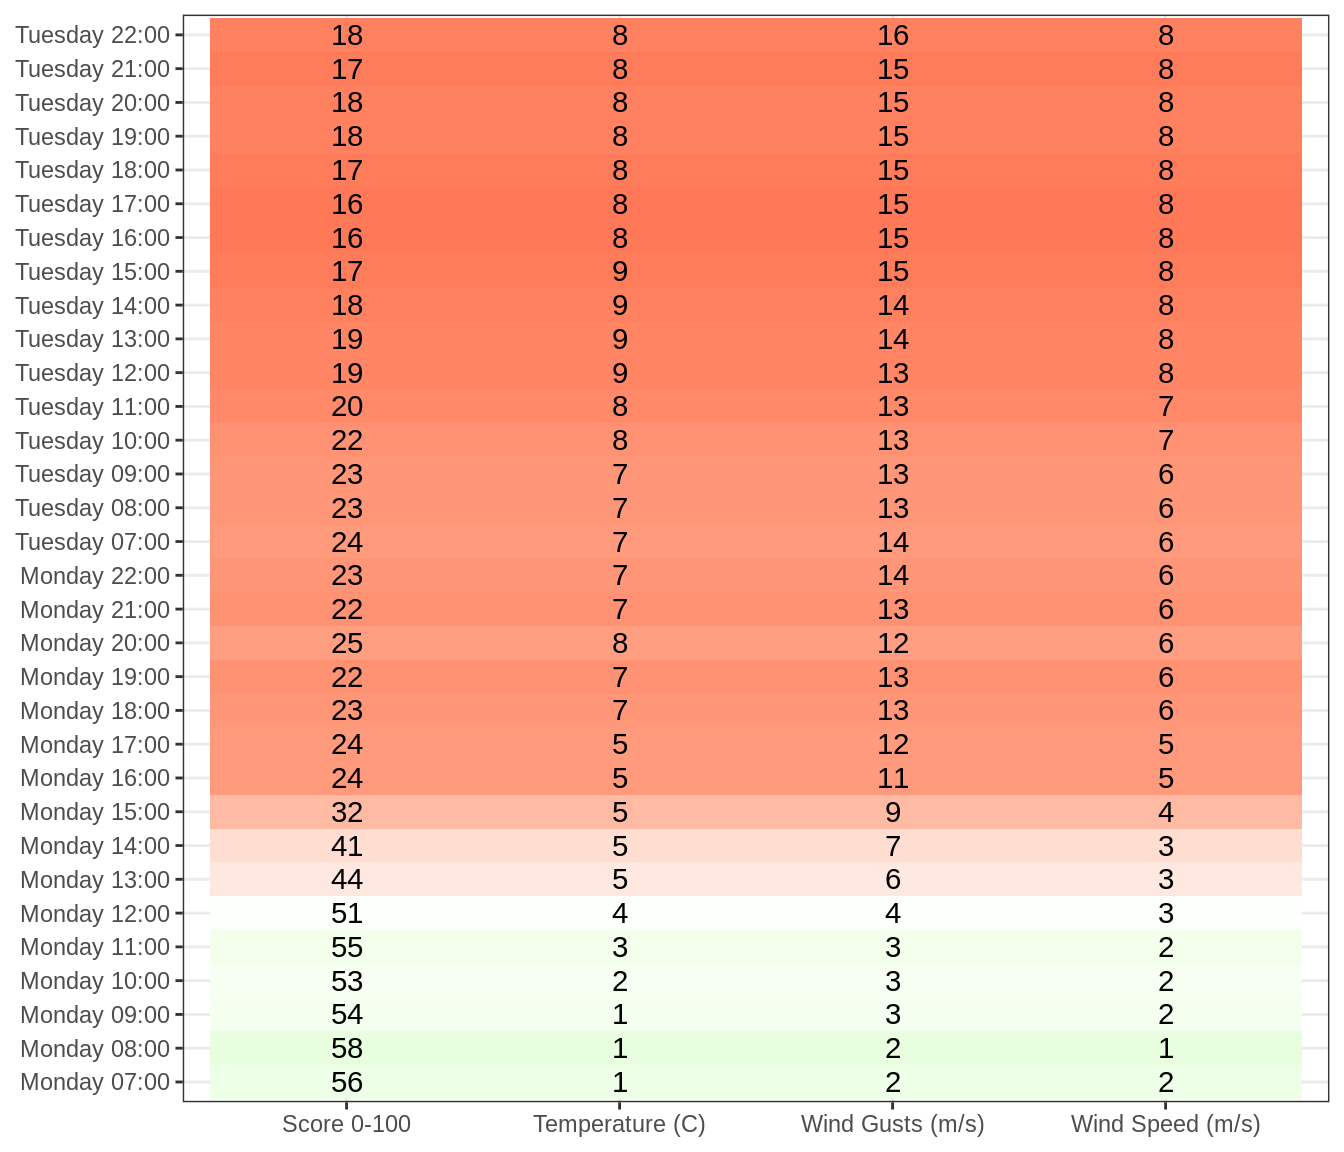 Tuesday 22:00 18 8 16 8
Tuesday 21:00 17 8 15 8
Tuesday 20:00 18 8 15 8
Tuesday 19:00 18 8 15 8
Tuesday 18:00 17 8 15 8
Tuesday 17:00 16 8 15 8
Tuesday 16:00 16 8 15 8
Tuesday 15:00 17 9 15 8
Tuesday 14:00 18 9 14 8
Tuesday 13:00 19 9 14 8
Tuesday 12:00 19 9 13 8
Tuesday 11:00 20 8 13 7
Tuesday 10:00 22 8 13 7
Tuesday 09:00 23 7 13 6
Tuesday 08:00 23 7 13 6
Tuesday 07:00 24 7 14 6
Monday 22:00 23 7 14 6
Monday 21:00 22 7 13 6
Monday 20:00 25 8 12 6
Monday 19:00 22 7 13 6
Monday 18:00 23 7 13 6
Monday 17:00 24 5 12 5
Monday 16:00 24 5 11 5
Monday 15:00 32 5 9 4
Monday 14:00 41 5 7 3
Monday 13:00 44 5 6 3
Monday 12:00 51 4 4 3
Monday 11:00 55 3 3 2
Monday 10:00 53 2 3 2
Monday 09:00 54 1 3 2
Monday 08:00 58 1 2 1
Monday 07:00 56 1 2 2
Score 0-100 Temperature (C) Wind Gusts (m/s) Wind Speed (m/s)